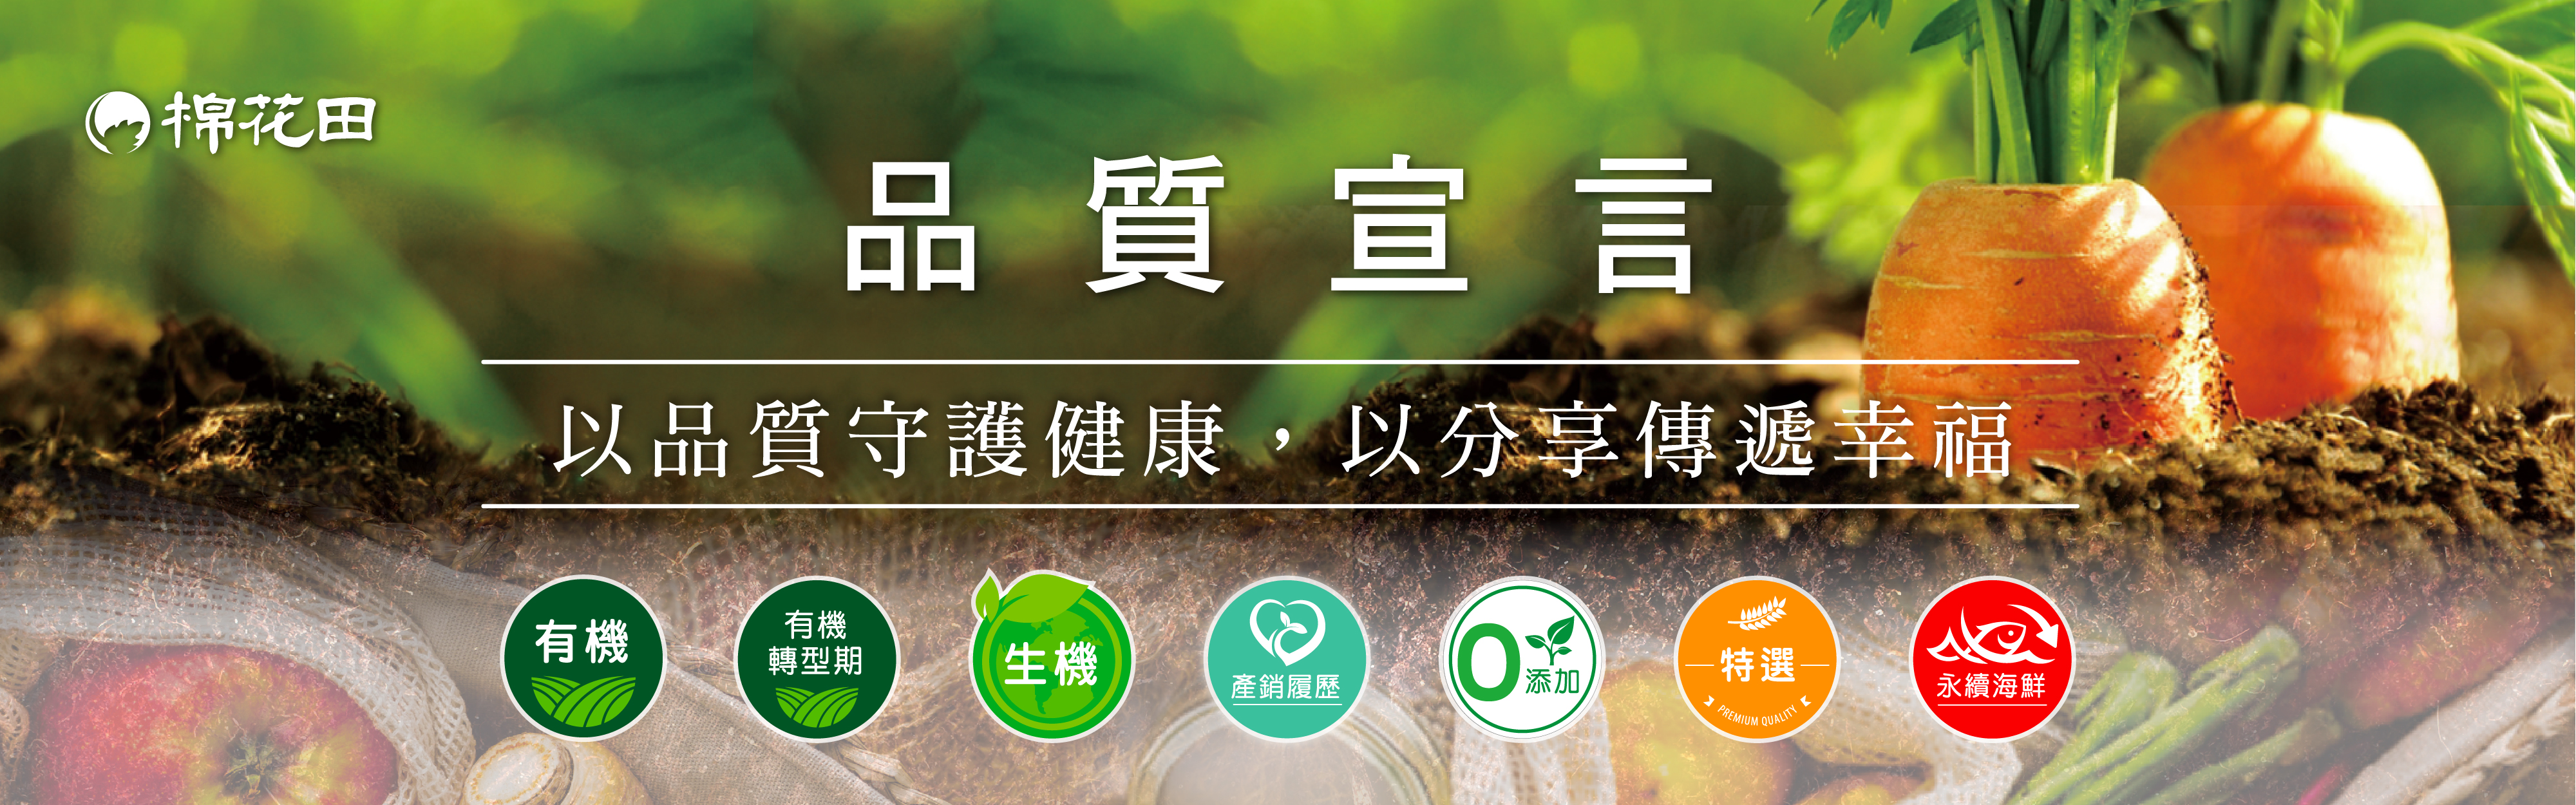 棉花田
品質宣言
以品質守護健康，以分享傳遞幸福
有機
有機
轉型期
生機
產銷履歷
0添加
特選
PREMIUM QUALITY
永續海鮮